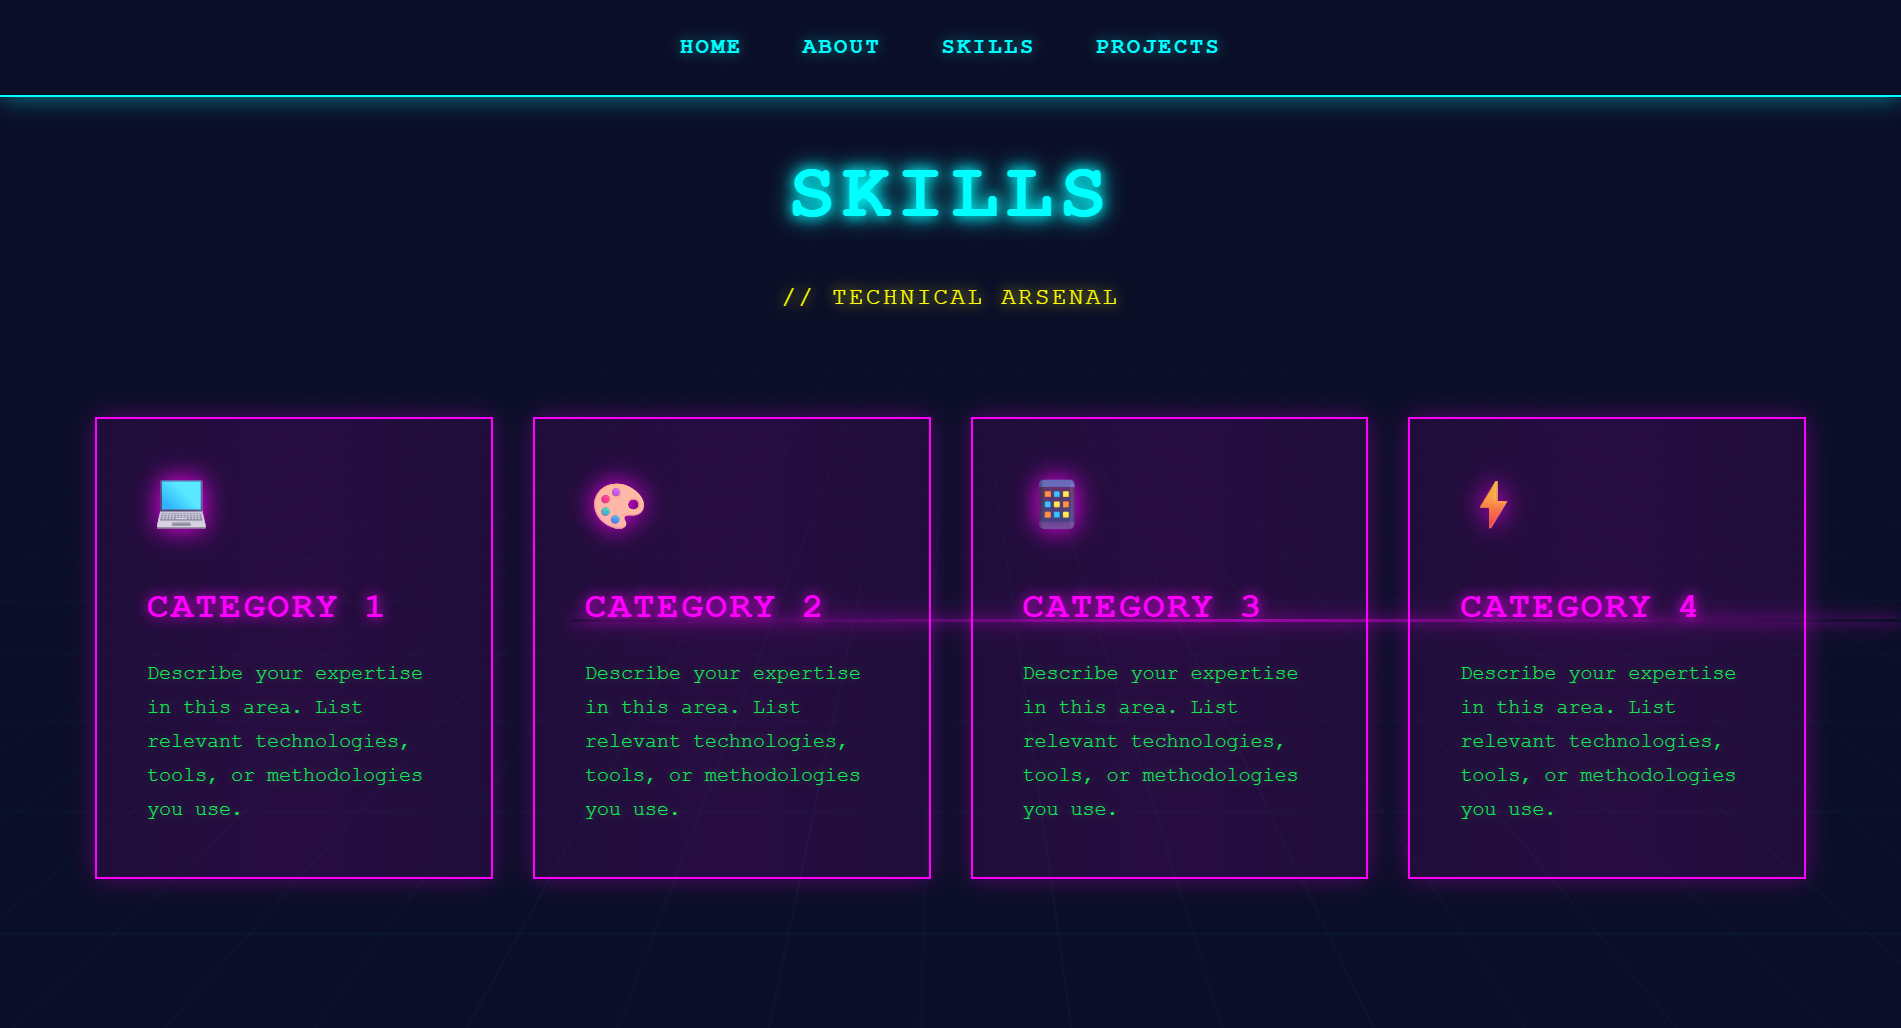 HOME ABOUT SKILLS PROJECTS
SKILLS
// TECHNICAL ARSENAL
CATEGORY 1
Describe your expertise
in this area. List
relevant technologies,
tools, or methodologies
you use.
CATEGORY 2
Describe your expertise
in this area. List
relevant technologies,
tools, or methodologies
you use.
CATEGORY 3
Describe your expertise
in this area. List
relevant technologies,
tools, or methodologies
you use.
CATEGORY 4
Describe your expertise
in this area. List
relevant technologies,
tools, or methodologies
you use.